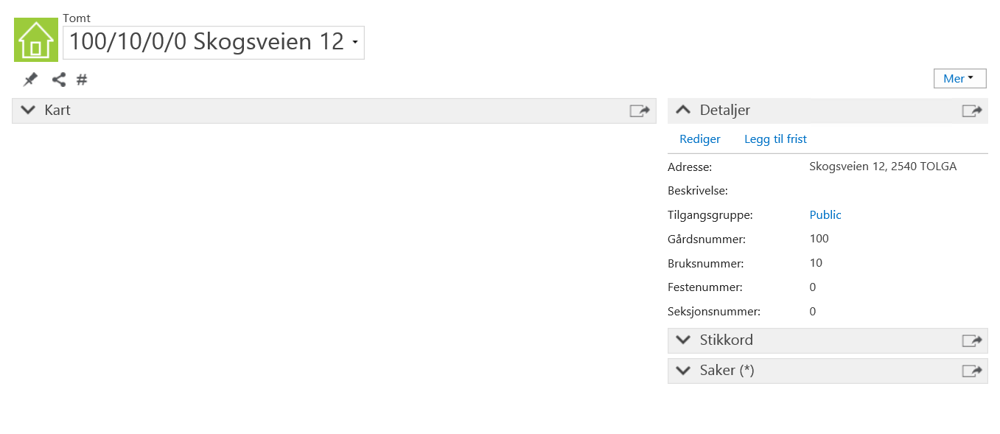 Tomt
100/10/0/0 Skogsveien 12
#
Mer
Kart
Detaljer
Rediger Legg til frist
Adresse: Skogsveien 12, 2540 TOLGA
Beskrivelse:
Tilgangsgruppe: Public
Gårdsnummer: 100
Bruksnummer: 10
Festenummer: 0
Seksjonsnummer: 0
Stikkord
Saker (*)